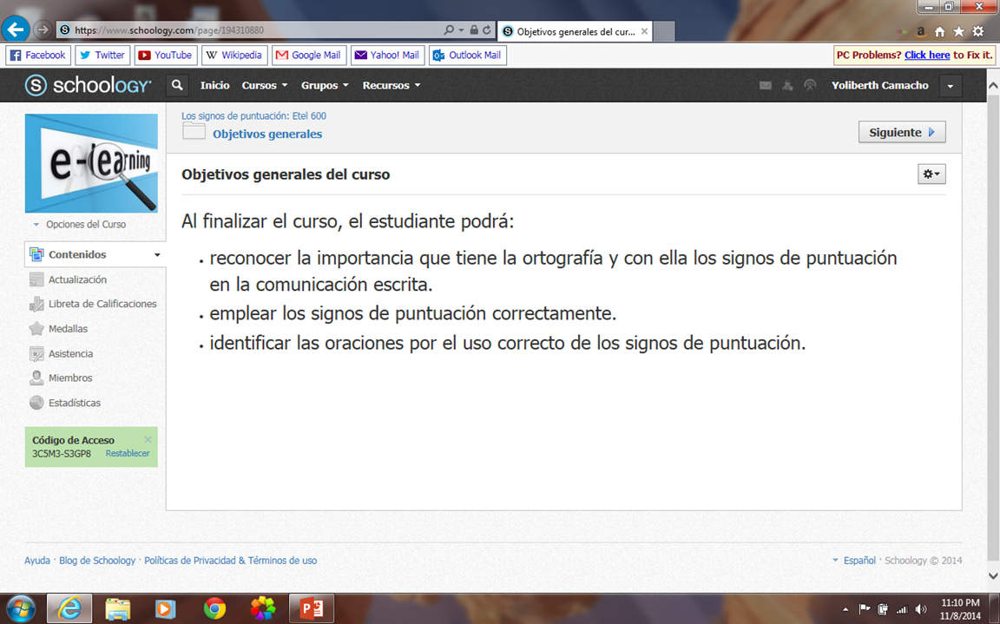 https://www.schoology.com/page/194310880
Objetivos generales del cur...
Facebook
Twitter
YouTube
W Wikipedia
Google Mail
Yahoo! Mail
Outlook Mail
PC Problems? Click here to Fix it.
S schoology
Inicio
Cursos
Grupos
Recursos
Yoliberth Camacho
e-learning
Los signos de puntuación: Etel 600
Objetivos generales
Siguiente
Opciones del Curso
Contenidos
Actualización
Libreta de Calificaciones
Medallas
Asistencia
Miembros
Estadísticas
Código de Acceso
3C5M3-S3GP8 Restablecer
Objetivos generales del curso
Al finalizar el curso, el estudiante podrá:
• reconocer la importancia que tiene la ortografía y con ella los signos de puntuación
en la comunicación escrita.
• emplear los signos de puntuación correctamente.
• identificar las oraciones por el uso correcto de los signos de puntuación.
Ayuda · Blog de Schoology · Políticas de Privacidad & Términos de uso
Español · Schoology © 2014
11:10 PM
11/8/2014